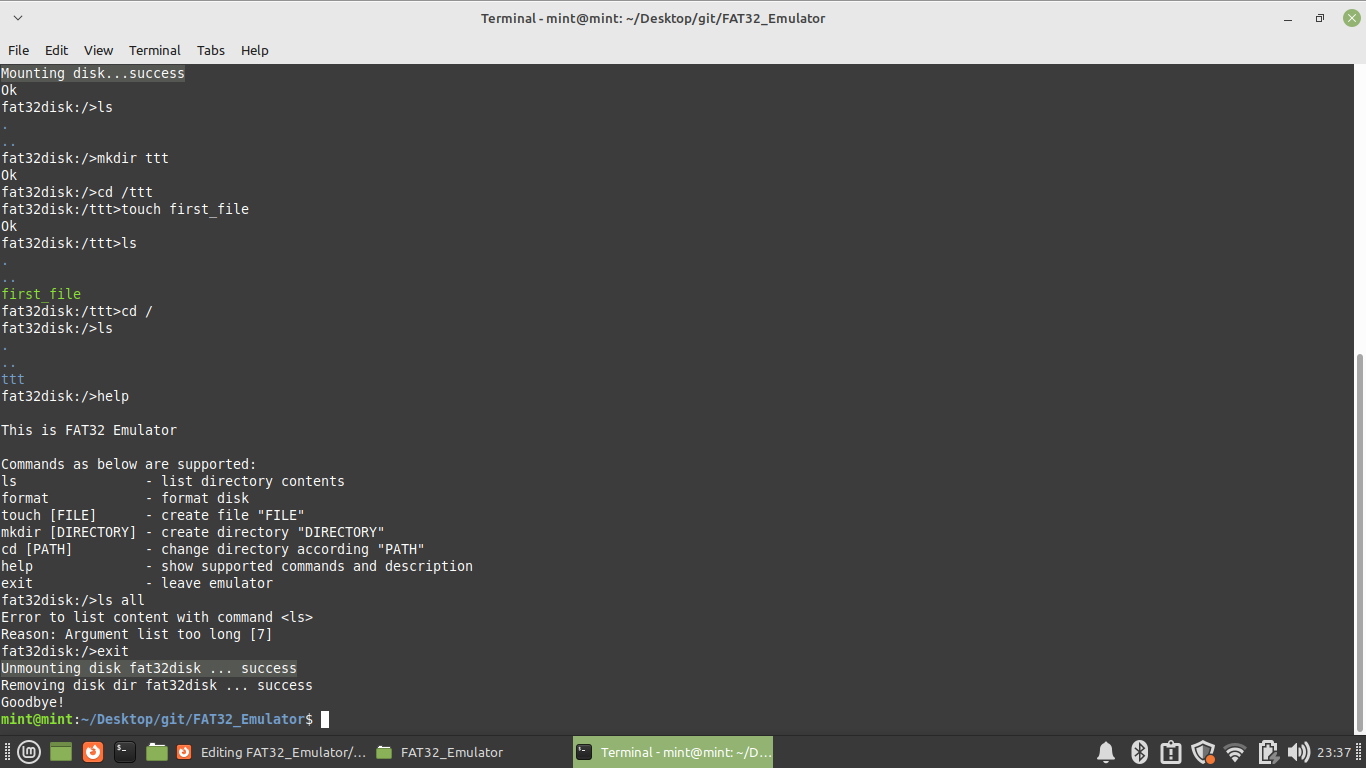 Terminal - mint@mint: ~/Desktop/git/FAT32_Emulator
File Edit View Terminal Tabs Help
Mounting disk...success
Ok
fat32disk:/>ls
.
..
fat32disk:/>mkdir ttt
Ok
fat32disk:/>cd /ttt
fat32disk:/ttt>touch first_file
Ok
fat32disk:/ttt>ls
.
..
first_file
fat32disk:/ttt>cd /
fat32disk:/>ls
.
..
ttt
fat32disk:/>help
This is FAT32 Emulator
Commands as below are supported:
ls                - list directory contents
format            - format disk
touch [FILE]      - create file "FILE"
mkdir [DIRECTORY] - create directory "DIRECTORY"
cd [PATH]         - change directory according "PATH"
help              - show supported commands and description
exit              - leave emulator
fat32disk:/>ls all
Error to list content with command <ls>
Reason: Argument list too long [7]
fat32disk:/>exit
Unmounting disk fat32disk ... success
Removing disk dir fat32disk ... success
Goodbye!
mint@mint:~/Desktop/git/FAT32_Emulator$
Editing FAT32_Emulator/... FAT32_Emulator Terminal - mint@mint: ~/D... 23:37